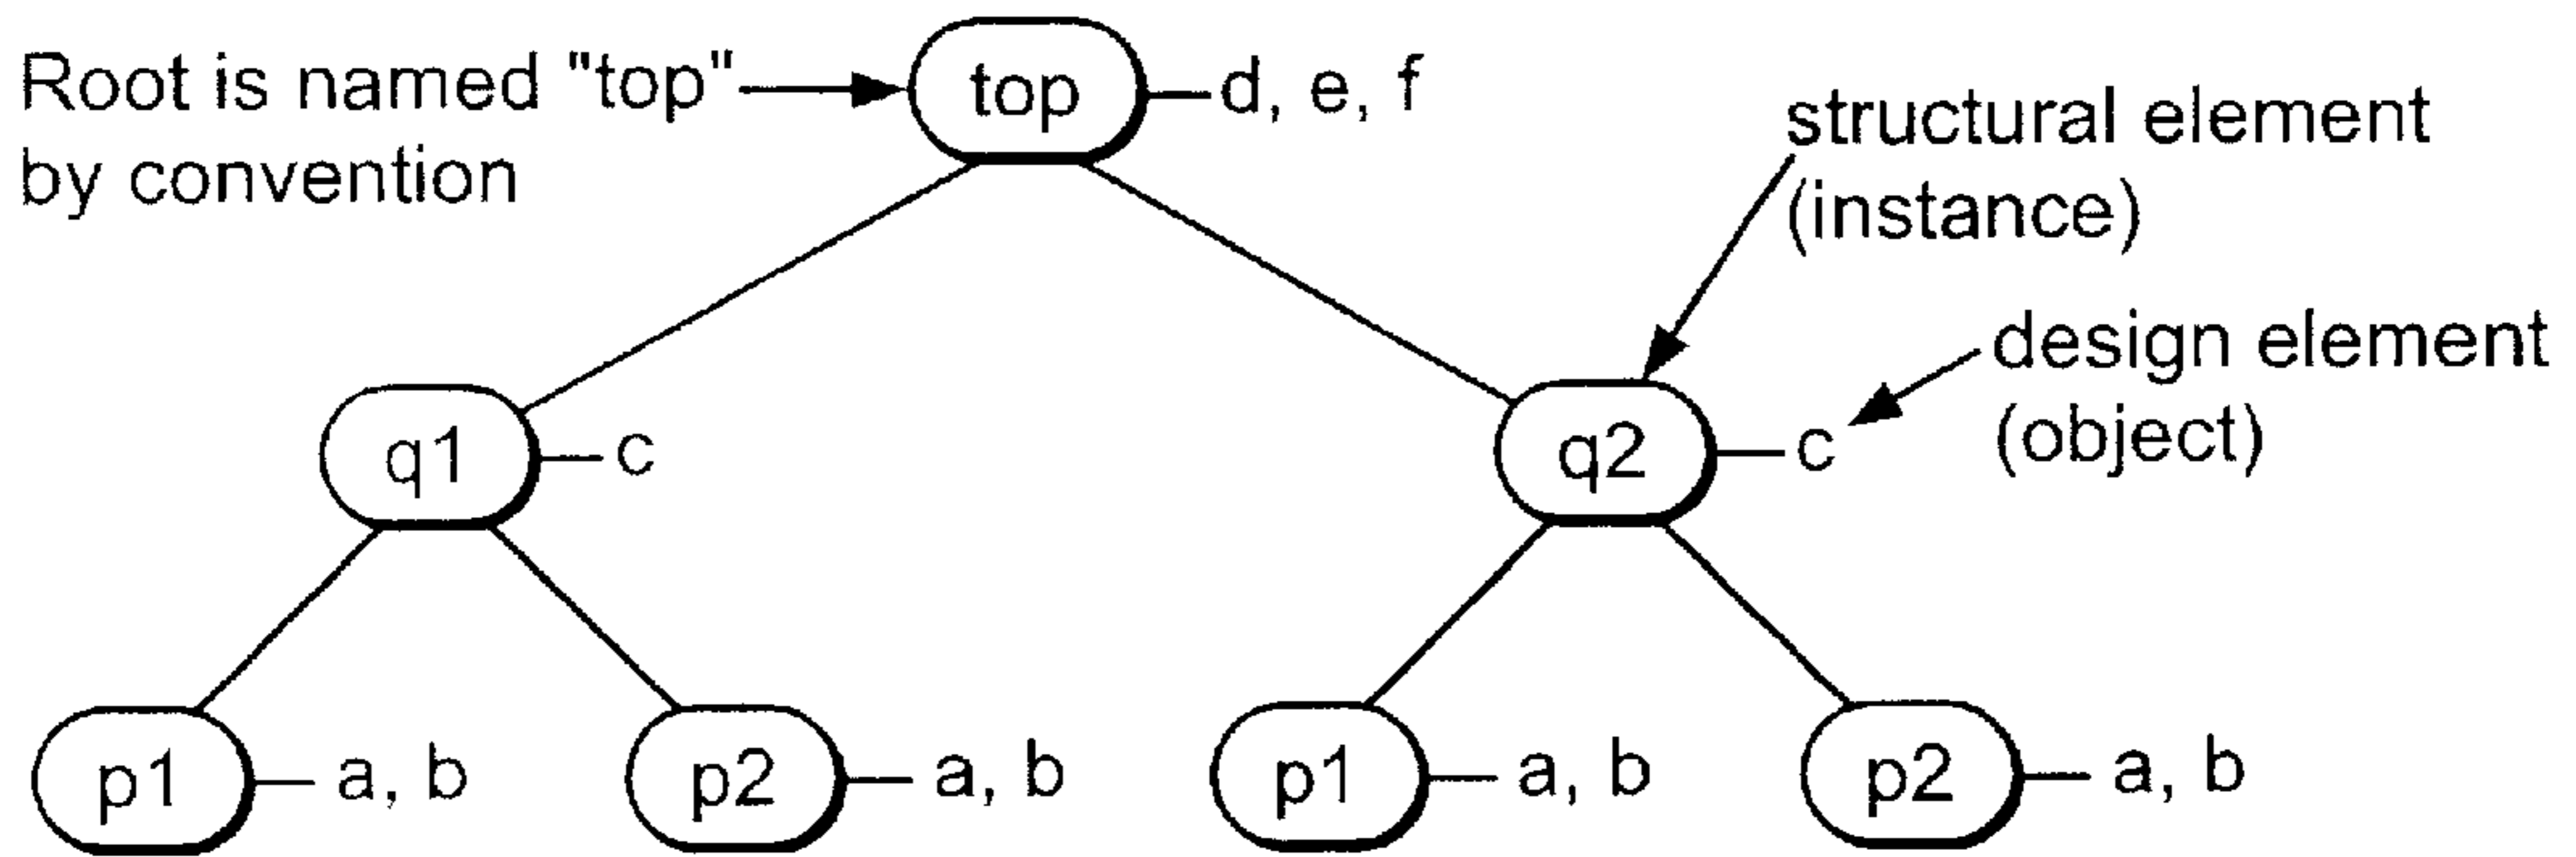 Root is named "top"
by convention
top
d, e, f
structural element
(instance)
design element
(object)
q1
c
q2
c
p1
a, b
p2
a, b
p1
a, b
p2
a, b